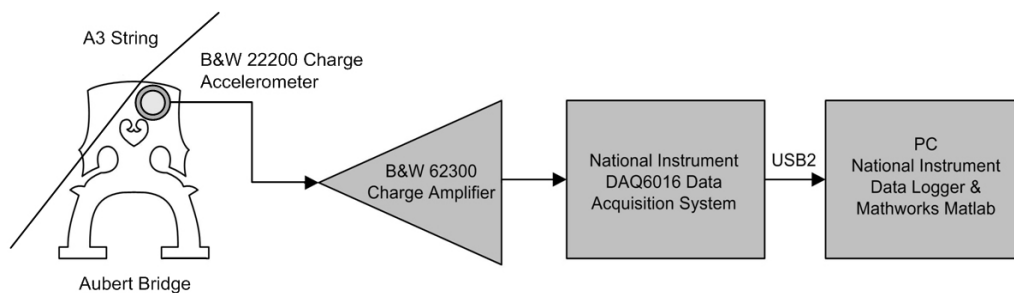 A3 String
B&W 22200 Charge
Accelerometer
Aubert Bridge
B&W 62300
Charge Amplifier
National Instrument
DAQ6016 Data
Acquisition System
USB2
PC
National Instrument
Data Logger &
Mathworks Matlab